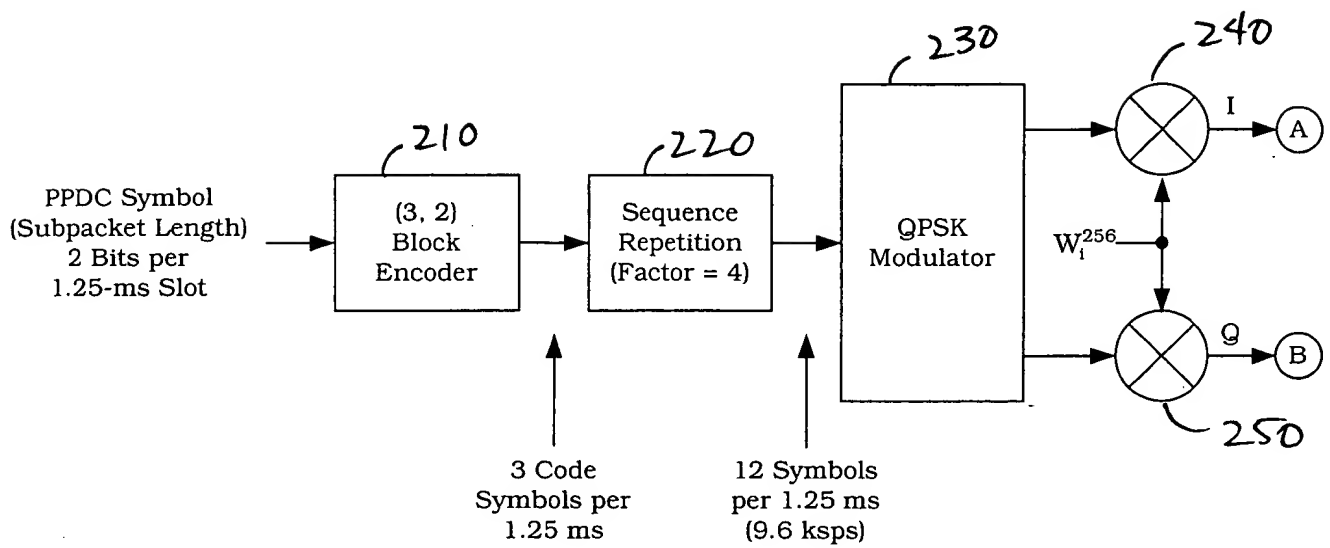 230
240
210
220
I
A
PPDC Symbol
(Subpacket Length)
2 Bits per
1.25-ms Slot
(3, 2)
Block
Encoder
Sequence
Repetition
(Factor = 4)
QPSK
Modulator
W_i^256
Q
B
250
3 Code
Symbols per
1.25 ms
12 Symbols
per 1.25 ms
(9.6 ksps)